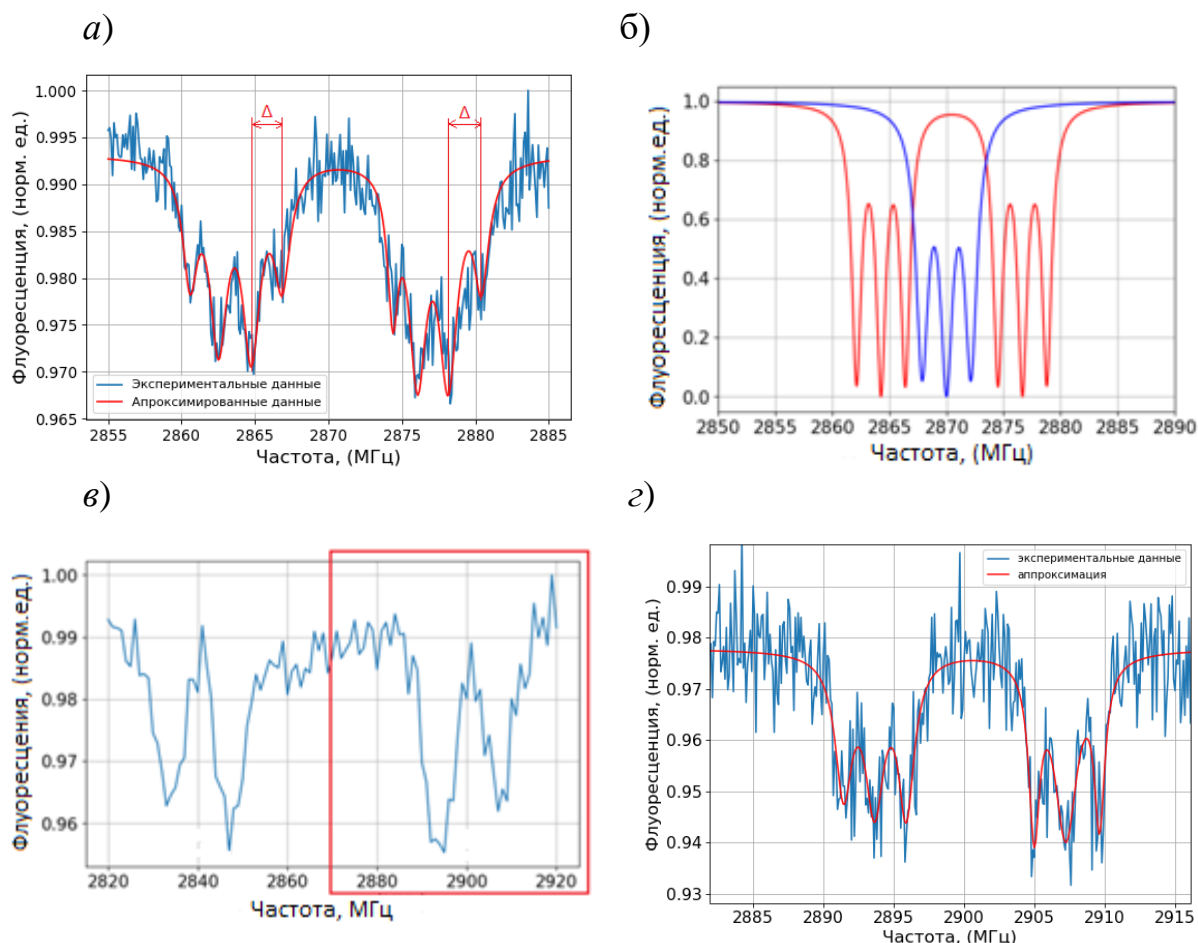 а)
б)
Флуоресценция, (норм. ед.)
1.000
0.995
0.990
0.985
0.980
0.975
0.970
0.965
Δ
Δ
Экспериментальные данные
Апроксимированные данные
2855 2860 2865 2870 2875 2880 2885
Частота, (МГц)
Флуоресценция, (норм.ед.)
1.0
0.8
0.6
0.4
0.2
0.0
2850 2855 2860 2865 2870 2875 2880 2885 2890
Частота, (МГц)
в)
г)
Флуоресцения, (норм.ед.)
1.00
0.99
0.98
0.97
0.96
2820 2840 2860 2880 2900 2920
Частота, МГц
Флуоресценция, (норм. ед.)
0.99
0.98
0.97
0.96
0.95
0.94
0.93
экспериментальные данные
аппроксимация
2885 2890 2895 2900 2905 2910 2915
Частота, (МГц)